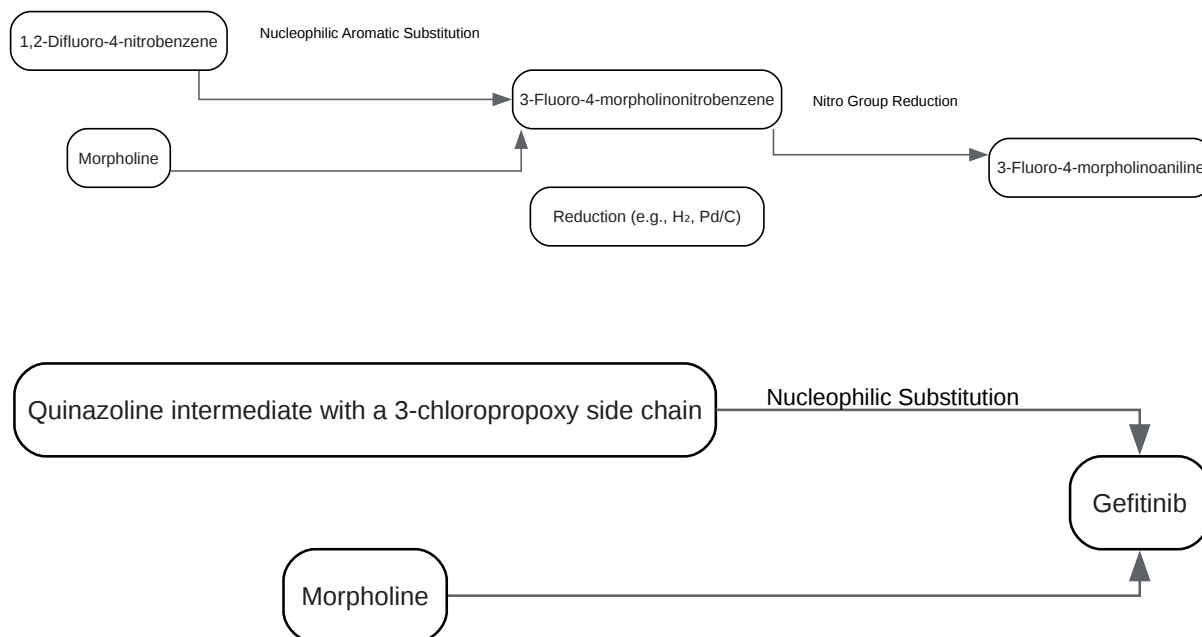 1,2-Difluoro-4-nitrobenzene
Nucleophilic Aromatic Substitution
3-Fluoro-4-morpholinonitrobenzene
Nitro Group Reduction
Morpholine
3-Fluoro-4-morpholinoaniline
Reduction (e.g., H₂, Pd/C)
Quinazoline intermediate with a 3-chloropropoxy side chain
Nucleophilic Substitution
Gefitinib
Morpholine